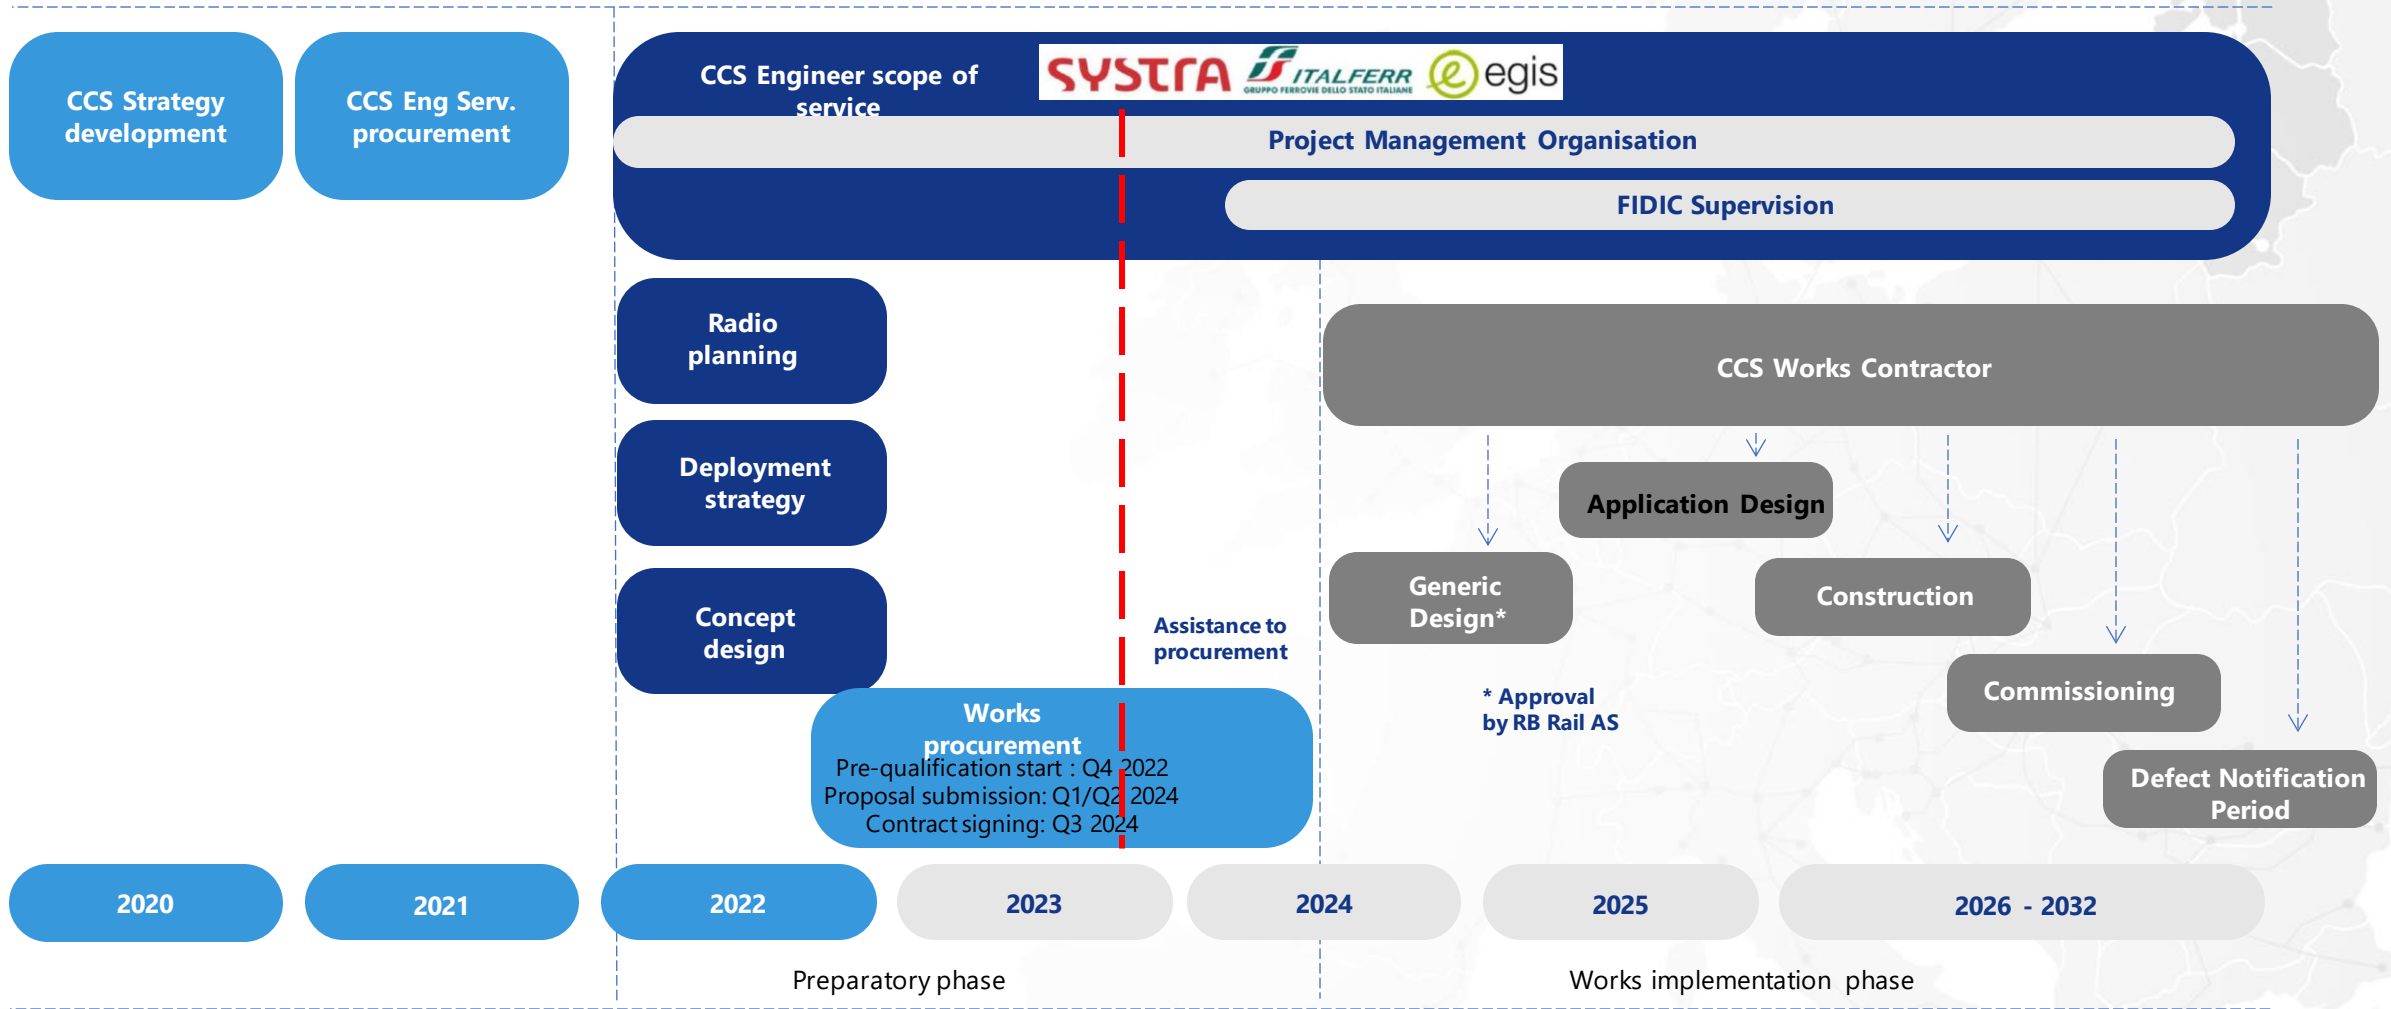 CCS Strategy
development
CCS Eng Serv.
procurement
CCS Engineer scope of
service
SYSTRA
ITALFERR
GRUPPO FERROVIE DELLO STATO ITALIANE
egis
Project Management Organisation
FIDIC Supervision
Radio
planning
Deployment
strategy
Concept
design
CCS Works Contractor
Application Design
Generic
Design*
Construction
Assistance to
procurement
Commissioning
* Approval
by RB Rail AS
Works
procurement
Pre-qualification start : Q4 2022
Proposal submission: Q1/Q2 2024
Contract signing: Q3 2024
Defect Notification
Period
2020
2021
2022
2023
2024
2025
2026 - 2032
Preparatory phase
Works implementation phase